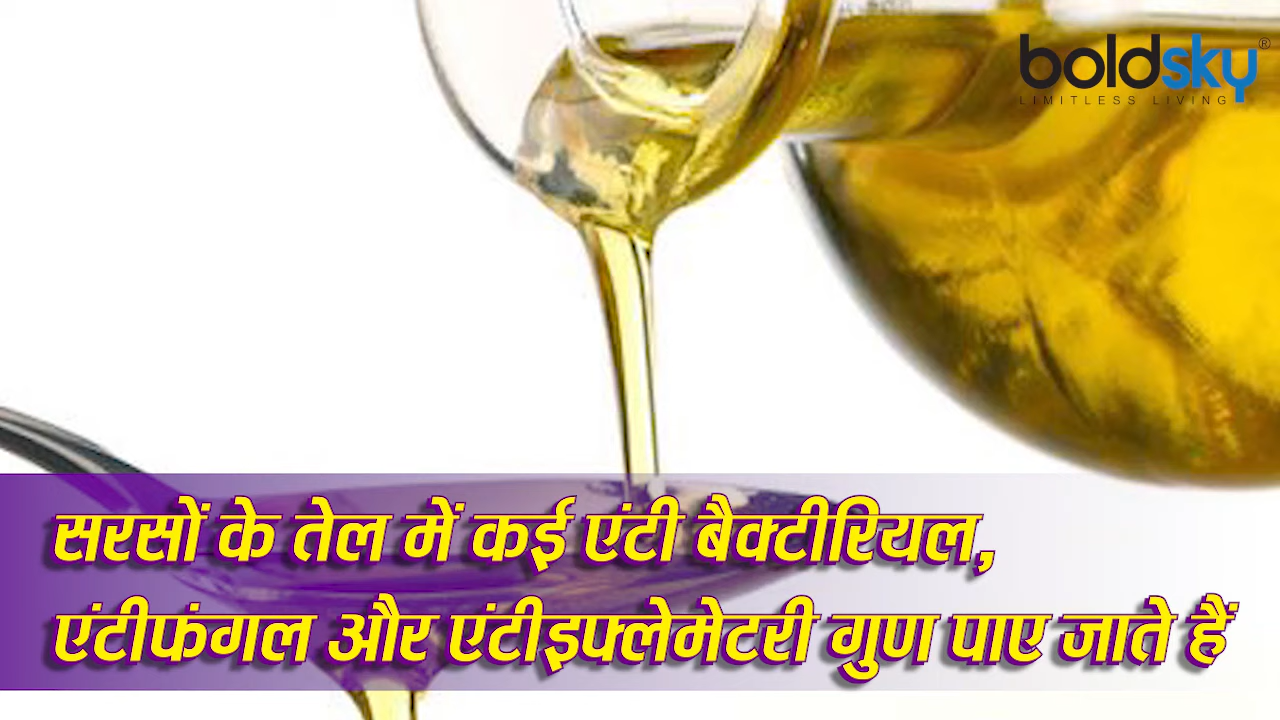 boldsky®
LIMITLESS LIVING
सरसों के तेल में कई एंटी बैक्टीरियल,
एंटीफंगल और एंटीइफ्लेमेटरी गुण पाए जाते हैं